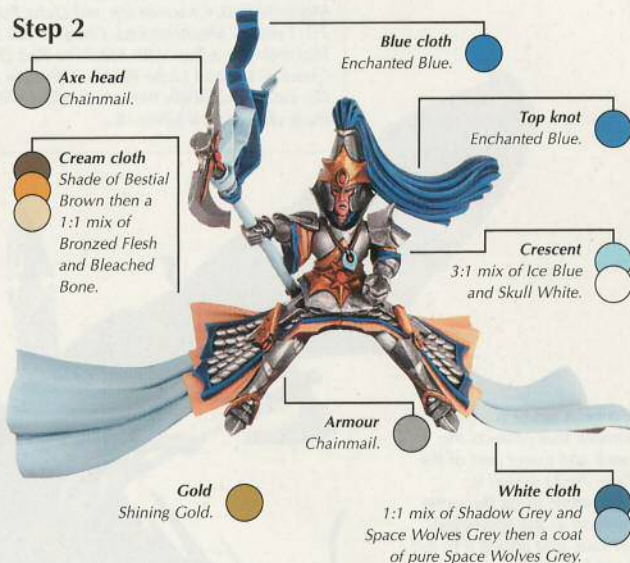 Step 2
Axe head
Chainmail.
Cream cloth
Shade of Bestial
Brown then a
1:1 mix of
Bronzed Flesh
and Bleached
Bone.
Blue cloth
Enchanted Blue.
Top knot
Enchanted Blue.
Crescent
3:1 mix of Ice Blue
and Skull White.
Armour
Chainmail.
Gold
Shining Gold.
White cloth
1:1 mix of Shadow Grey and
Space Wolves Grey then a coat
of pure Space Wolves Grey.